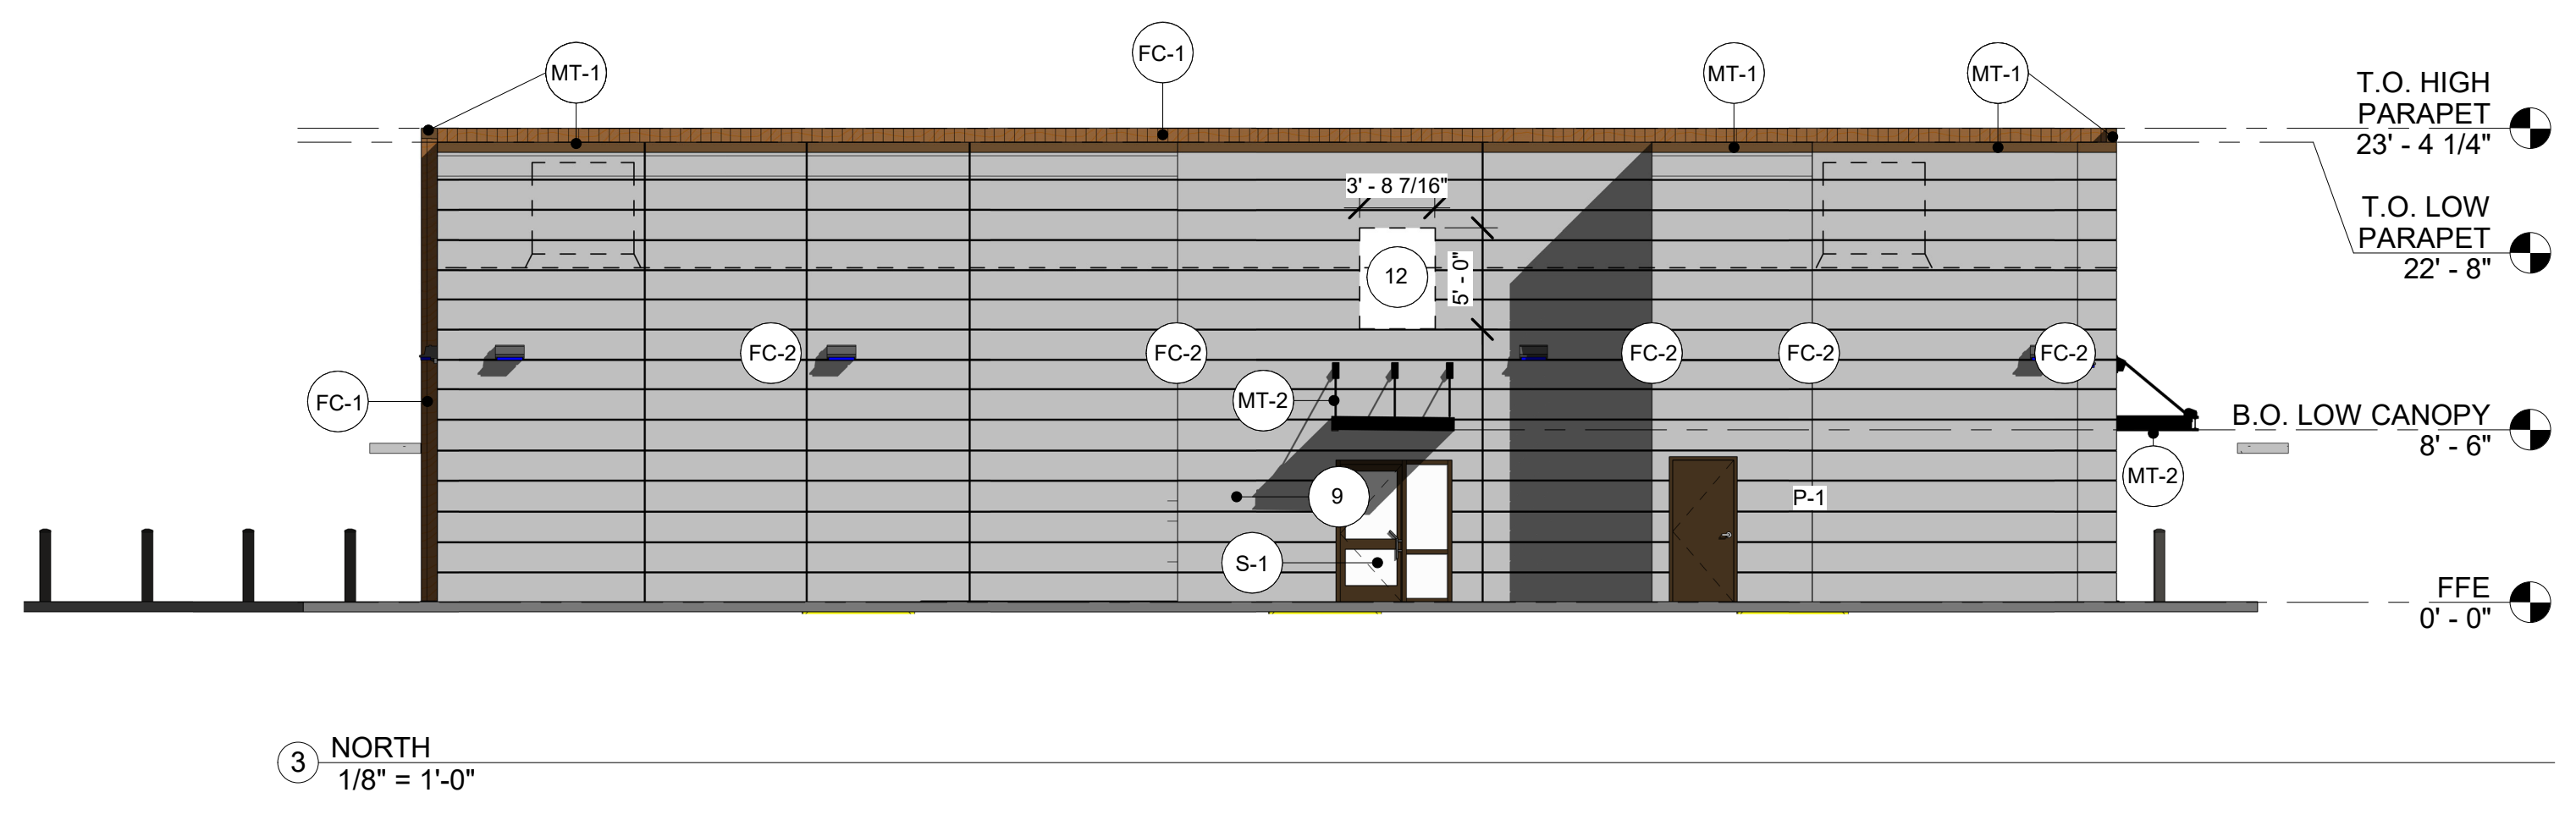 FC-1
MT-1
MT-1
MT-1
T.O. HIGH
PARAPET
23' - 4 1/4"
3' - 8 7/16"
T.O. LOW
PARAPET
22' - 8"
12
5' - 0"
FC-2
FC-2
FC-2
FC-2
FC-2
FC-1
MT-2
B.O. LOW CANOPY
8' - 6"
MT-2
9
P-1
S-1
FFE
0' - 0"
3
NORTH
1/8" = 1'-0"